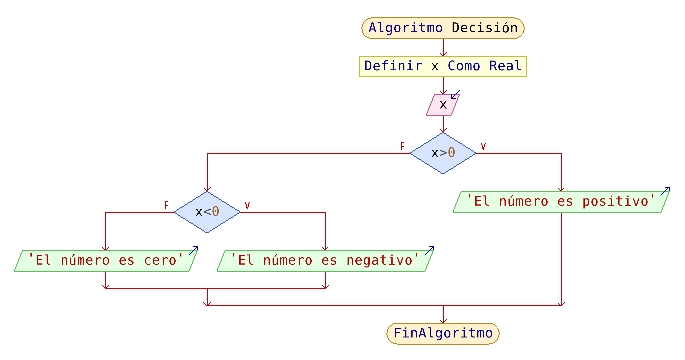 Algoritmo Decisión
Definir x Como Real
x
F
x>0
V
F
x<0
V
'El número es positivo'
'El número es cero'
'El número es negativo'
FinAlgoritmo